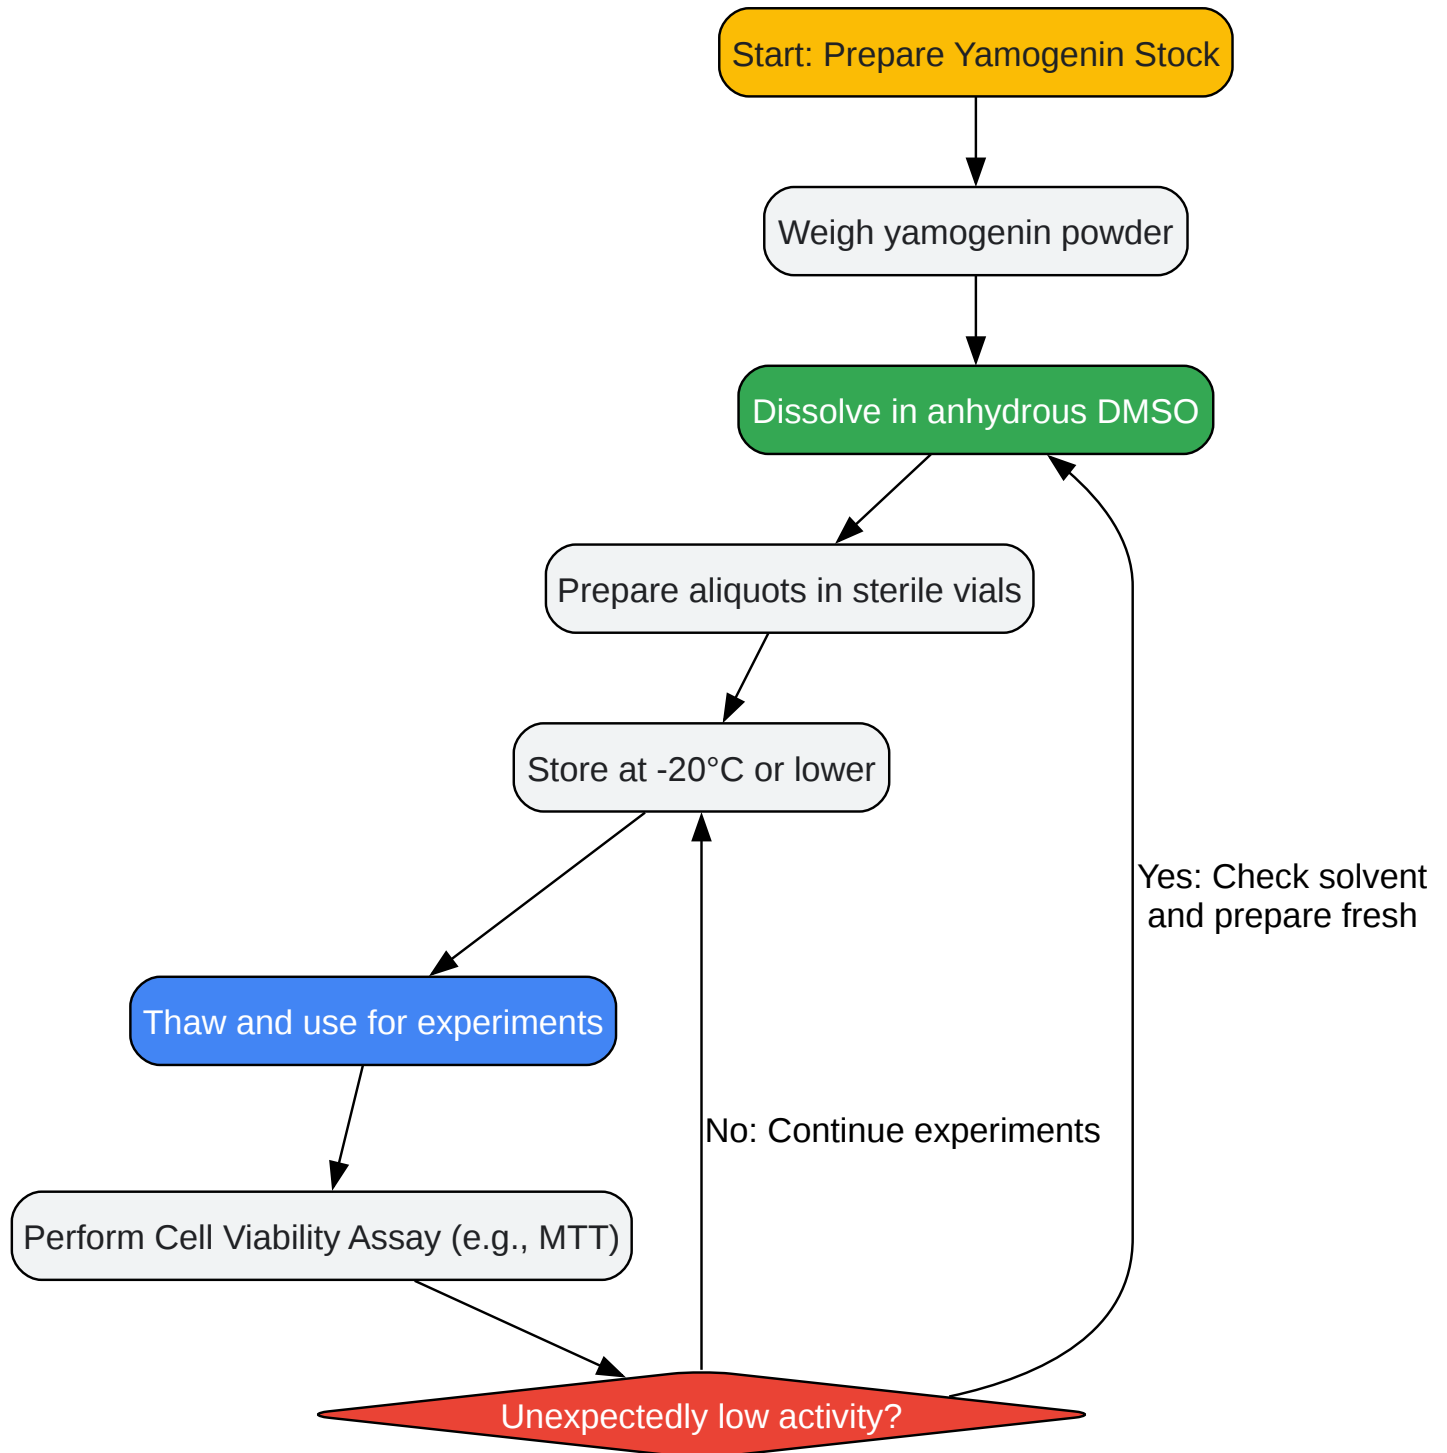 Start: Prepare Yamogenin Stock
Weigh yamogenin powder
Dissolve in anhydrous DMSO
Prepare aliquots in sterile vials
Store at -20°C or lower
Yes: Check solvent
and prepare fresh
Thaw and use for experiments
No: Continue experiments
Perform Cell Viability Assay (e.g., MTT)
Unexpectedly low activity?